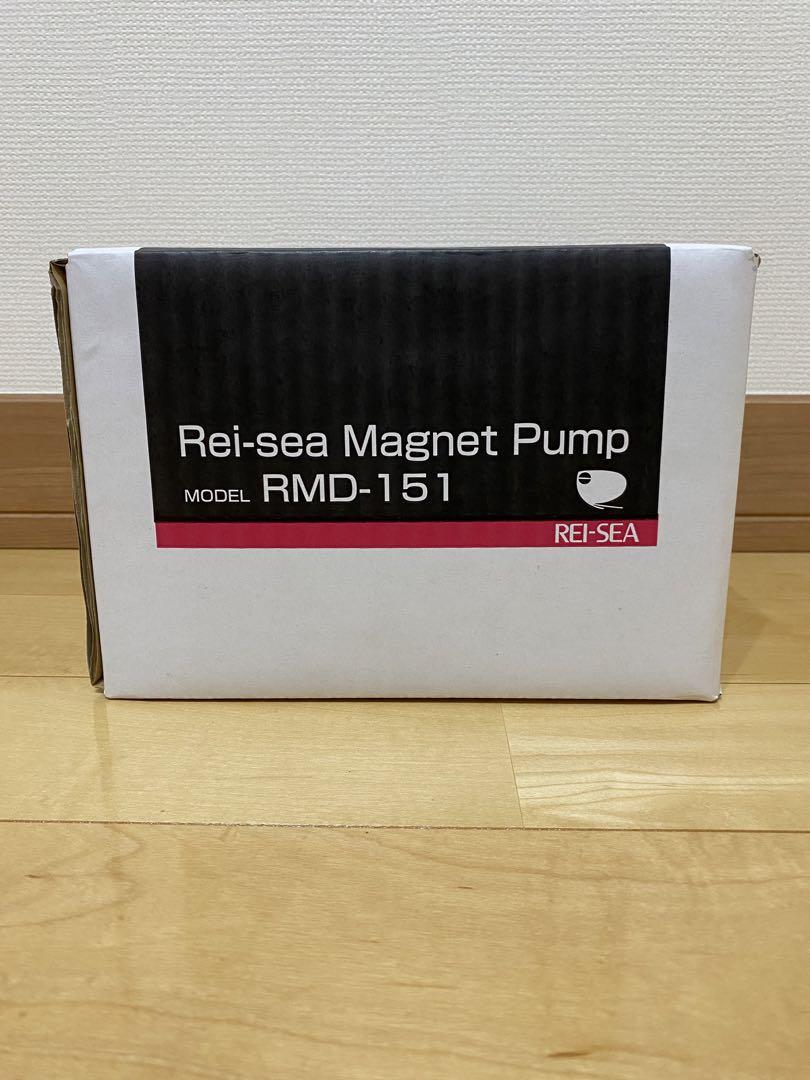 Rei-sea Magnet Pump
MODEL RMD-151
REI-SEA